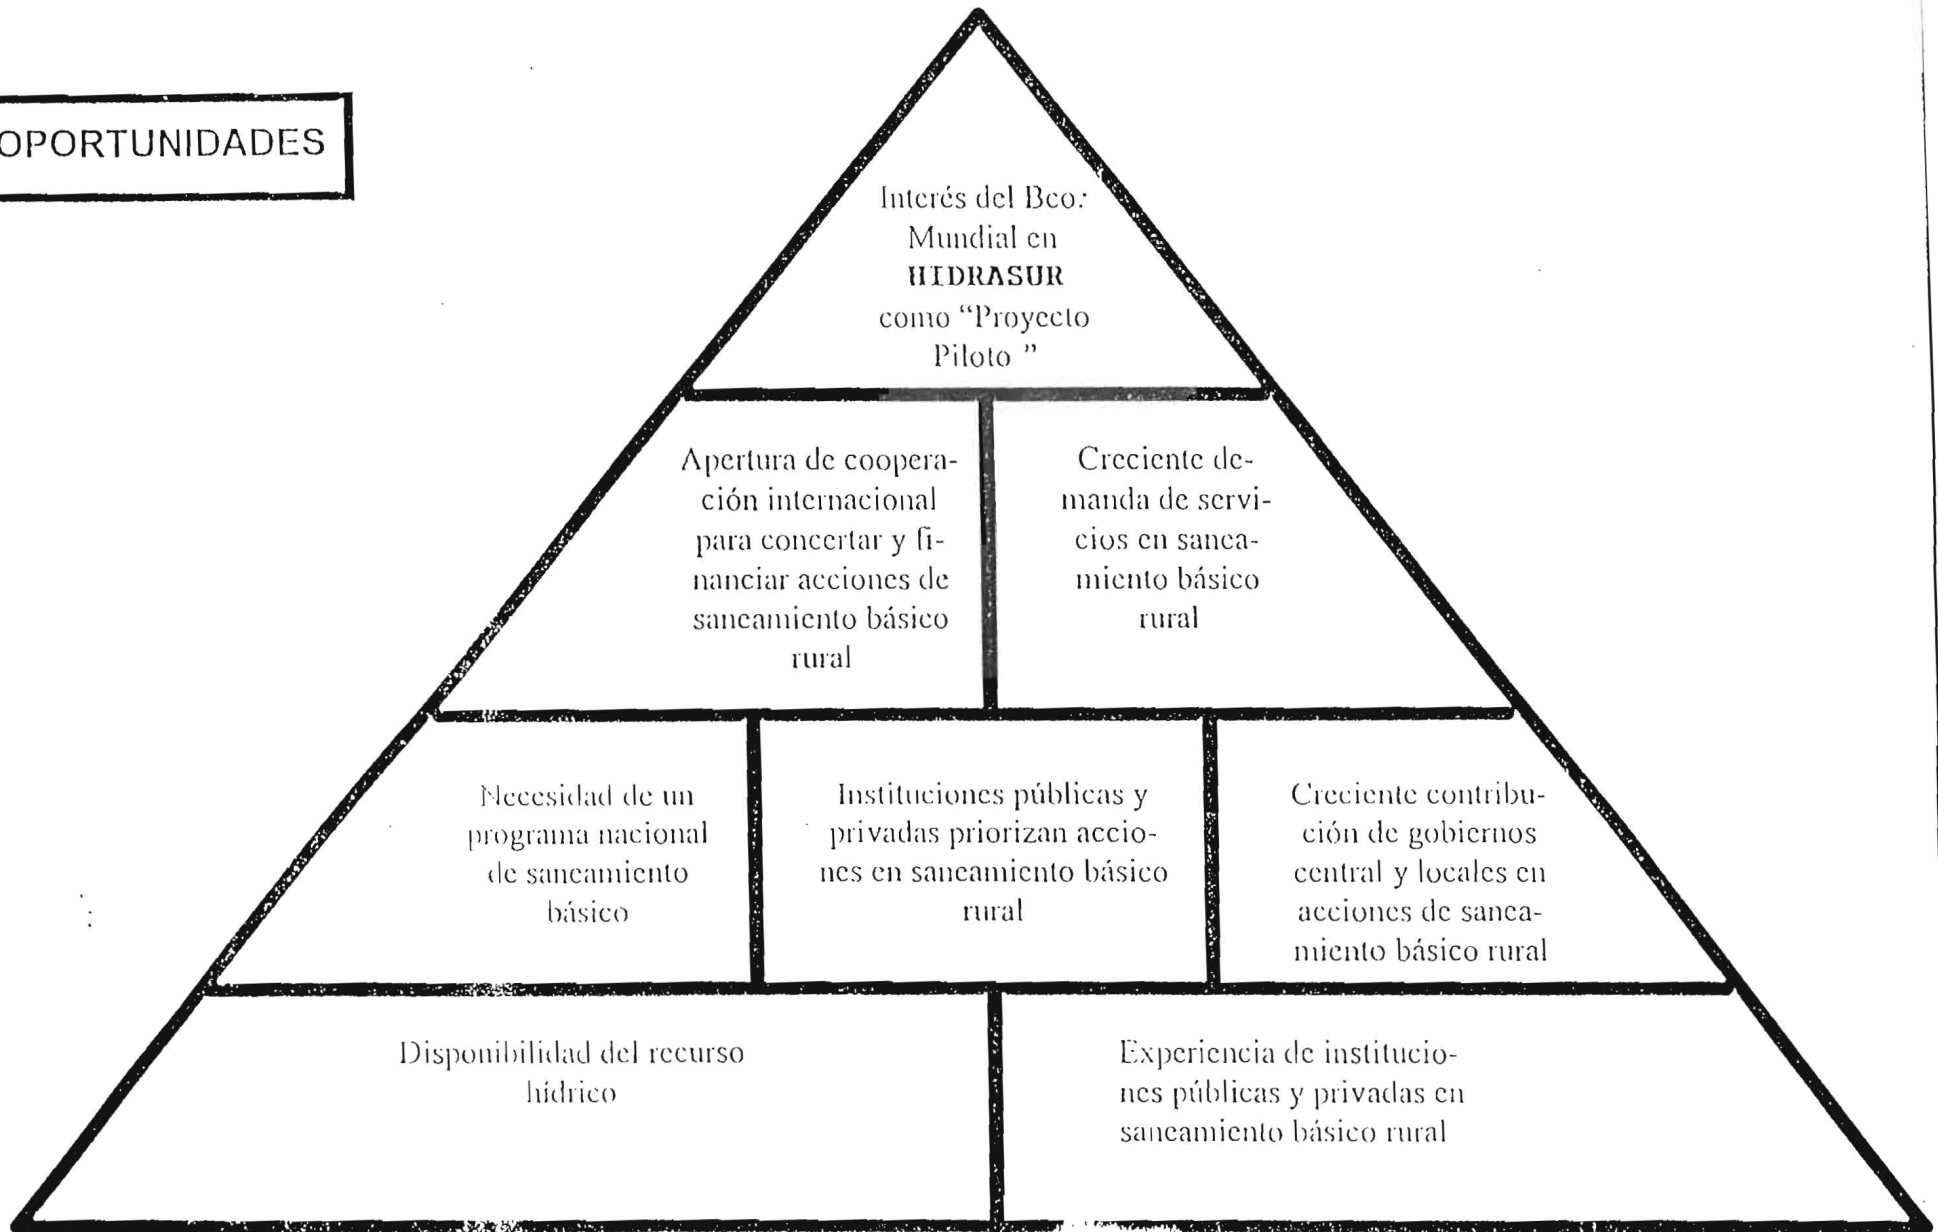 OPORTUNIDADES
Interés del Bco.
Mundial en
HIDRASUR
como “Proyecto
Piloto ”
Apertura de coopera-
ción internacional
para concertar y fi-
nanciar acciones de
saneamiento básico
rural
Creciente de-
manda de servi-
cios en sanea-
miento básico
rural
Necesidad de un
programa nacional
de saneamiento
básico
Instituciones públicas y
privadas priorizan accio-
nes en saneamiento básico
rural
Creciente contribu-
ción de gobiernos
central y locales en
acciones de sanea-
miento básico rural
Disponibilidad del recurso
hídrico
Experiencia de institucio-
nes públicas y privadas en
saneamiento básico rural